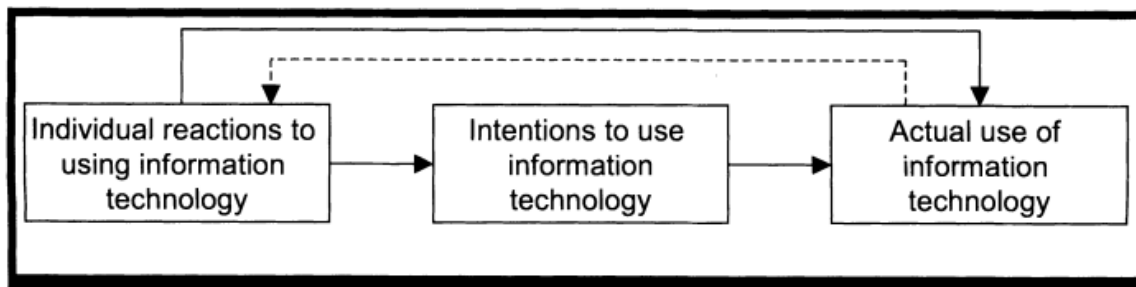 Individual reactions to
using information
technology
Intentions to use
information
technology
Actual use of
information
technology